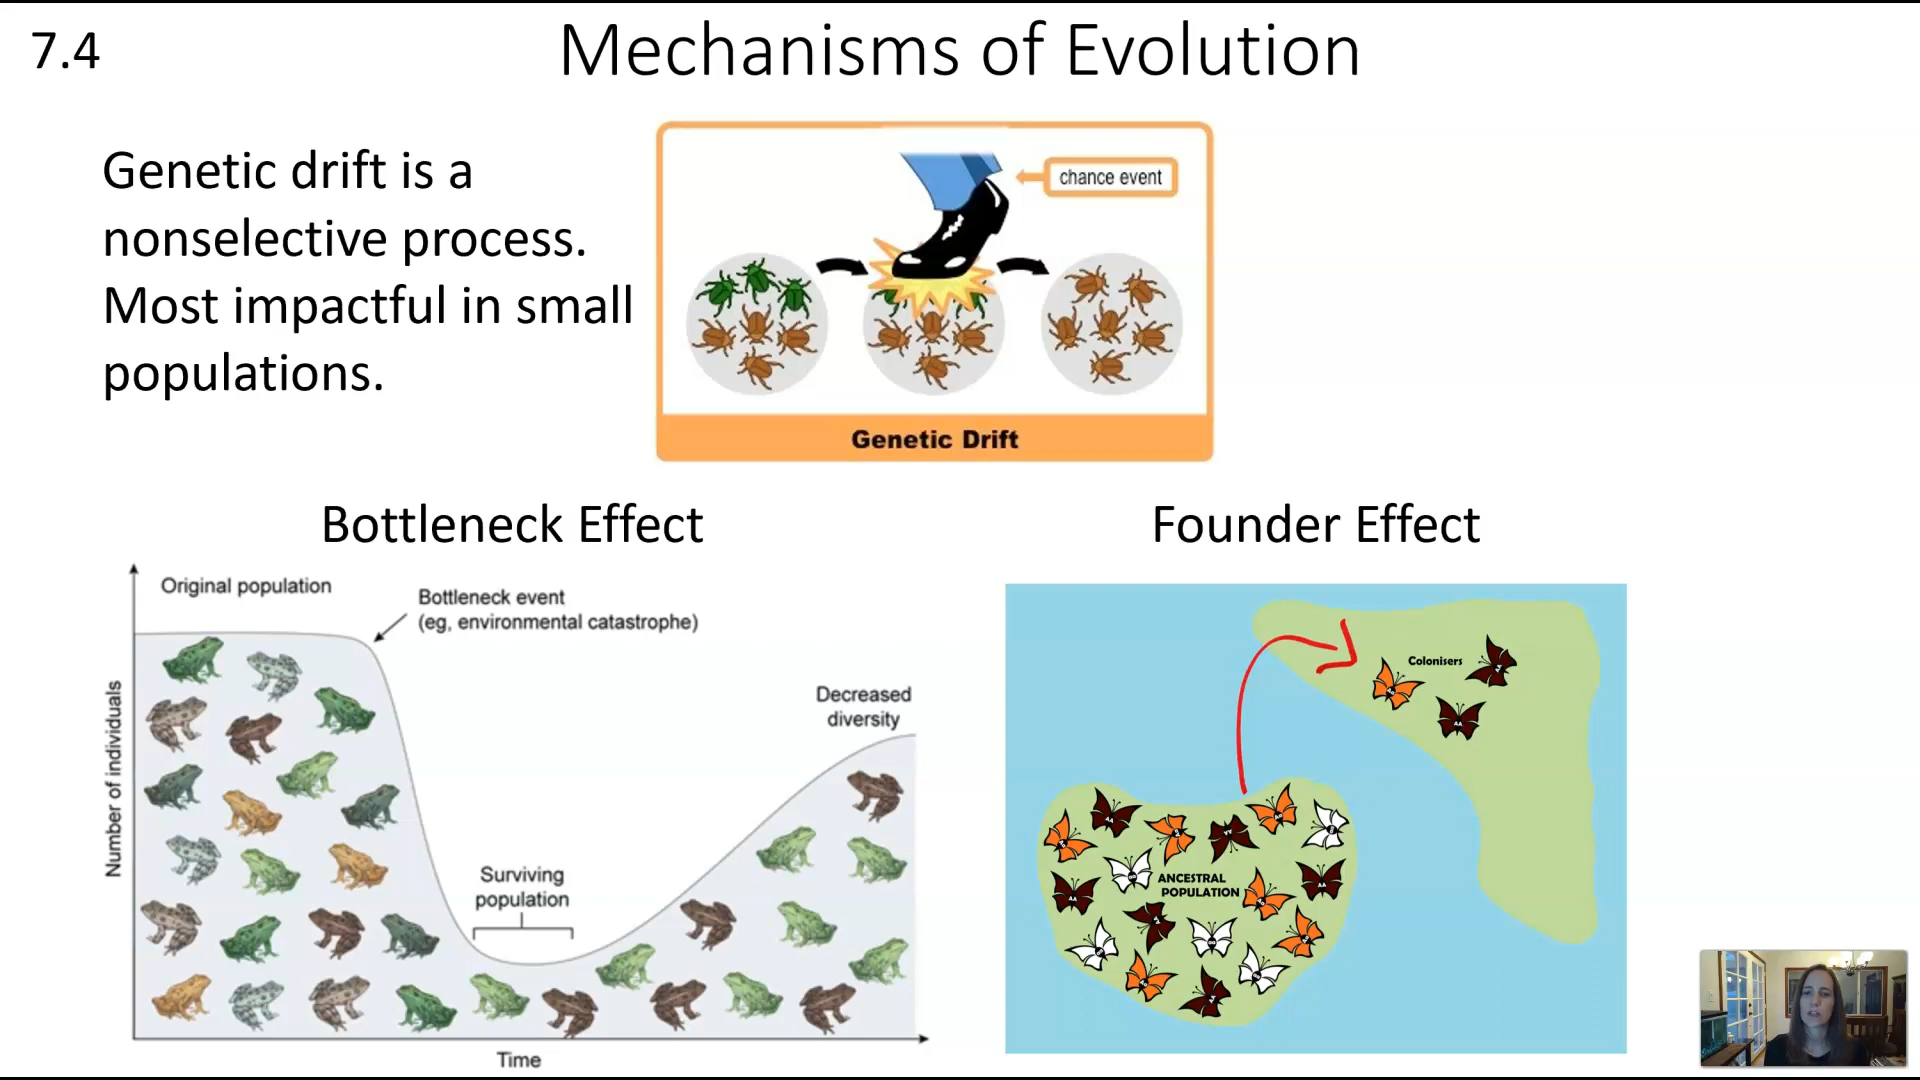 7.4
Mechanisms of Evolution
Genetic drift is a
nonselective process.
Most impactful in small
populations.
chance event
Genetic Drift
Bottleneck Effect
Original population
Bottleneck event
(eg, environmental catastrophe)
Number of individuals
Surviving
population
Decreased
diversity
Time
Founder Effect
Colonisers
ANCESTRAL
POPULATION